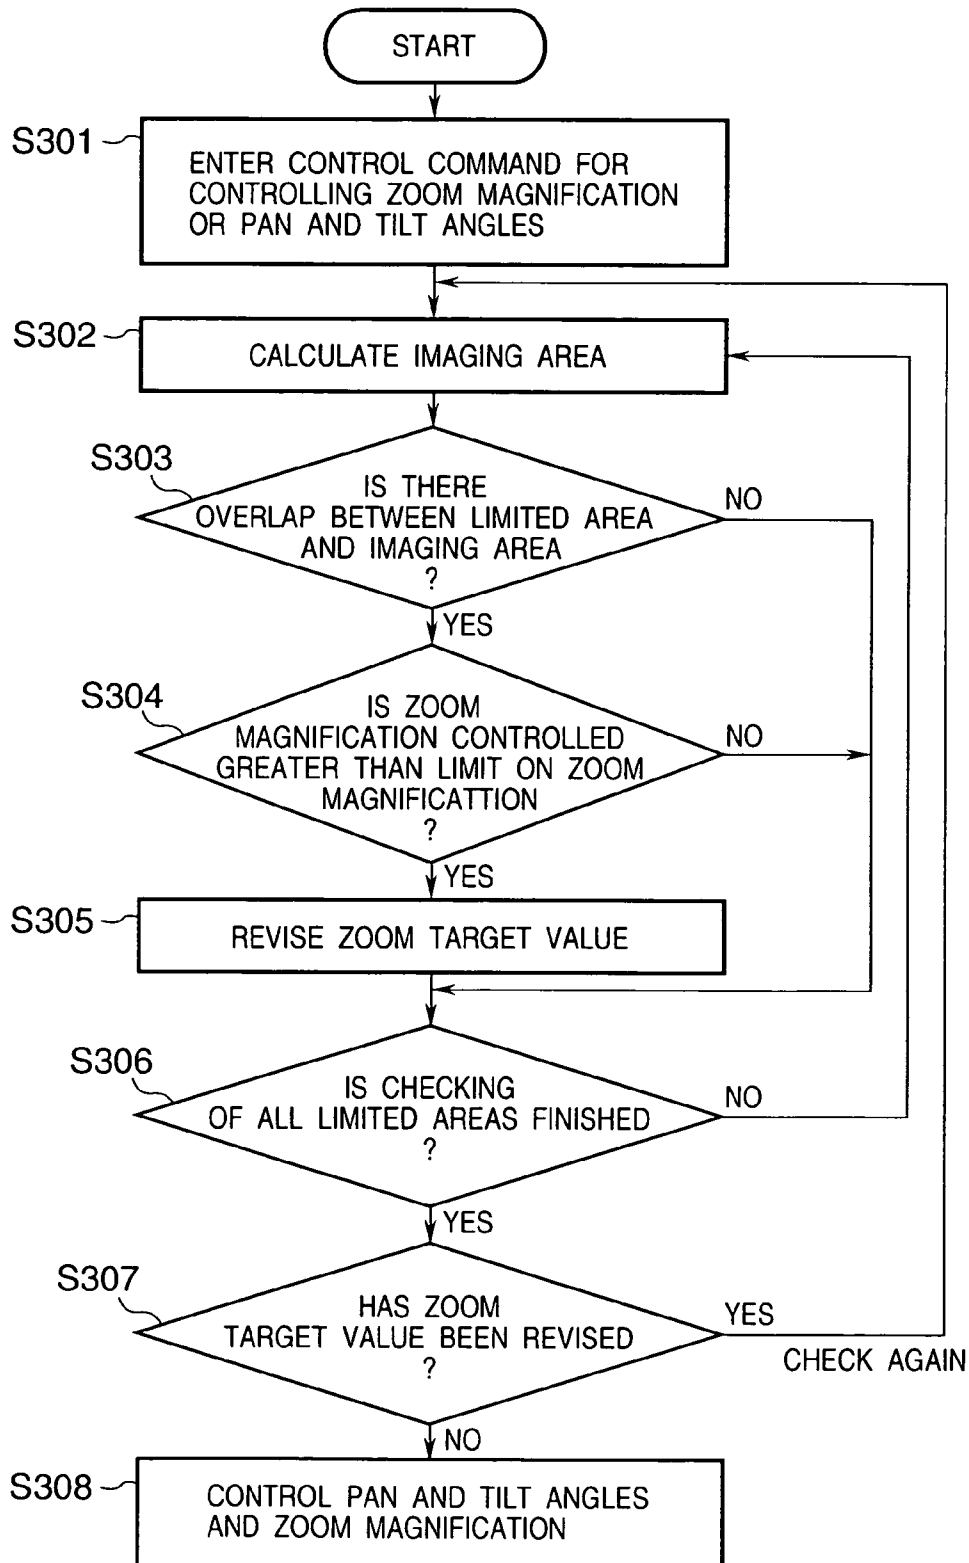 START
S301
ENTER CONTROL COMMAND FOR
CONTROLLING ZOOM MAGNIFICATION
OR PAN AND TILT ANGLES
S302
CALCULATE IMAGING AREA
S303
IS THERE
OVERLAP BETWEEN LIMITED AREA
AND IMAGING AREA
?
NO
YES
S304
IS ZOOM
MAGNIFICATION CONTROLLED
GREATER THAN LIMIT ON ZOOM
MAGNIFICATTION
?
NO
YES
S305
REVISE ZOOM TARGET VALUE
S306
IS CHECKING
OF ALL LIMITED AREAS FINISHED
?
NO
YES
S307
HAS ZOOM
TARGET VALUE BEEN REVISED
?
YES
CHECK AGAIN
NO
S308
CONTROL PAN AND TILT ANGLES
AND ZOOM MAGNIFICATION